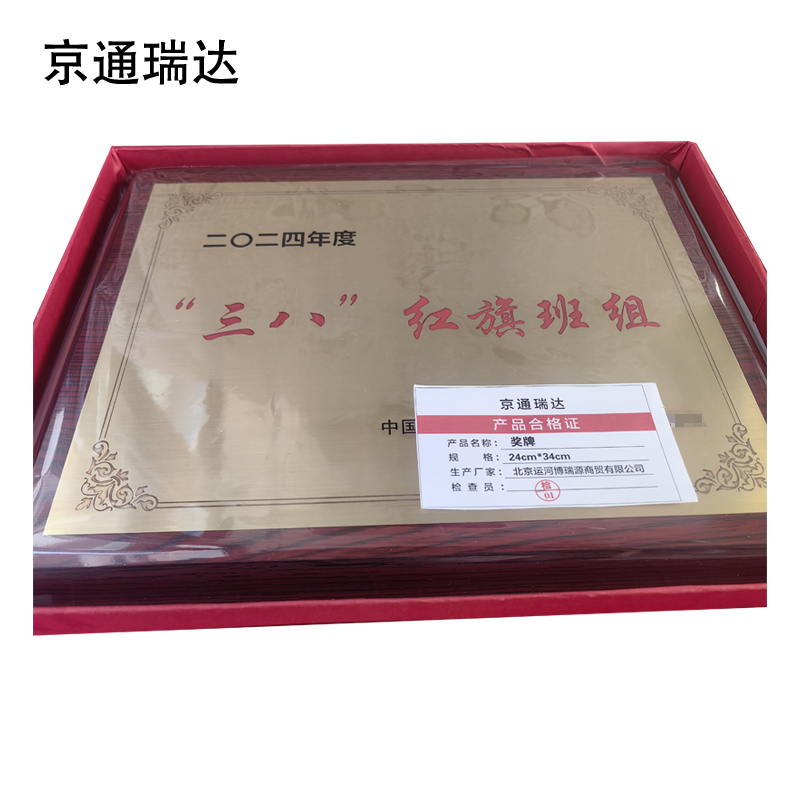 京通瑞达
二〇二四年度
“三八”红旗班组
中国
京通瑞达
产品合格证
产品名称： 奖牌
规 格： 24cm*34cm
生产厂家： 北京运河博瑞源商贸有限公司
检查员： 检 01